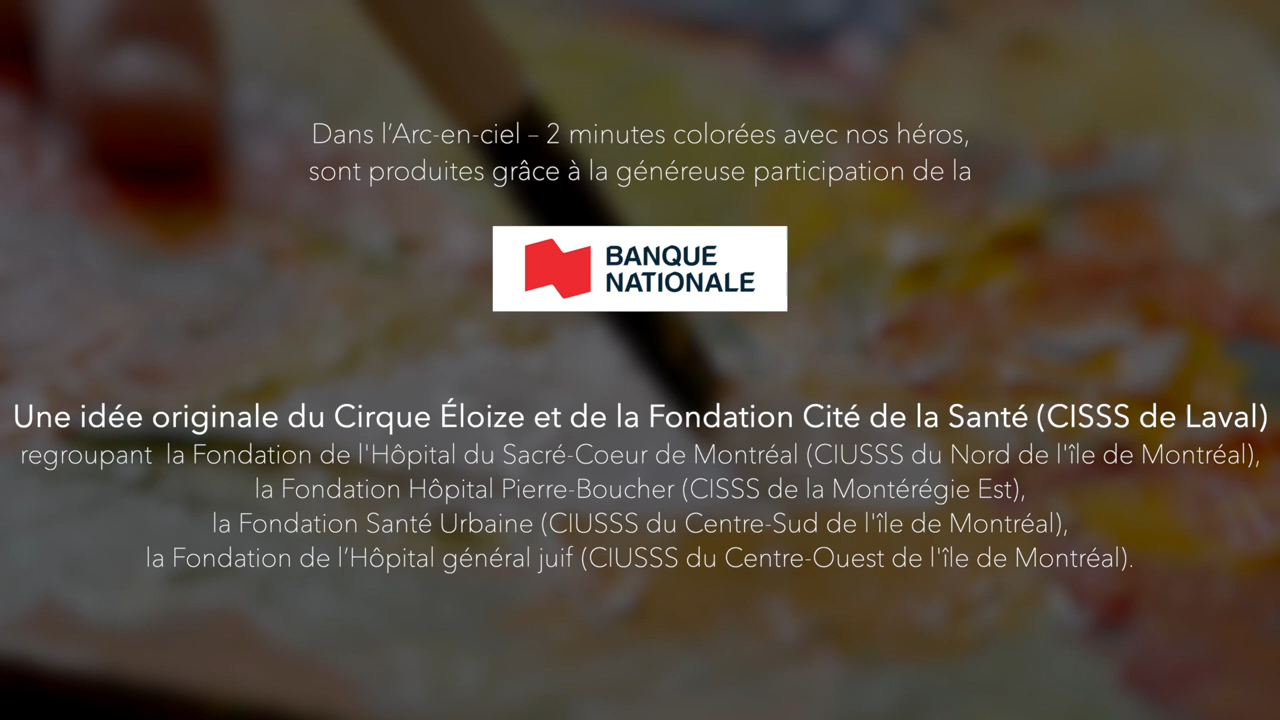 Dans l’Arc-en-ciel – 2 minutes colorées avec nos héros,
sont produites grâce à la généreuse participation de la
BANQUE
NATIONALE
Une idée originale du Cirque Éloize et de la Fondation Cité de la Santé (CISSS de Laval)
regroupant  la Fondation de l'Hôpital du Sacré-Coeur de Montréal (CIUSSS du Nord de l'île de Montréal),
la Fondation Hôpital Pierre-Boucher (CISSS de la Montérégie Est),
la Fondation Santé Urbaine (CIUSSS du Centre-Sud de l'île de Montréal),
la Fondation de l’Hôpital général juif (CIUSSS du Centre-Ouest de l'île de Montréal).